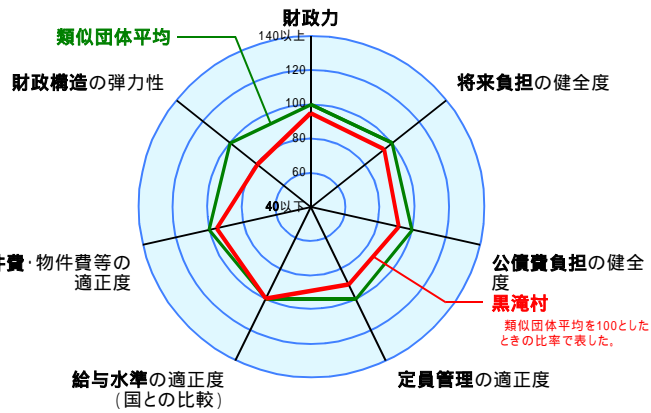 財政力
140以上
類似団体平均
財政構造の弾力性
将来負担の健全度
120
100
80
60
40以下
件費・物件費等の
適正度
公債費負担の健全
度
黒滝村
類似団体平均を100とした
ときの比率で表した。
給与水準の適正度
(国との比較)
定員管理の適正度